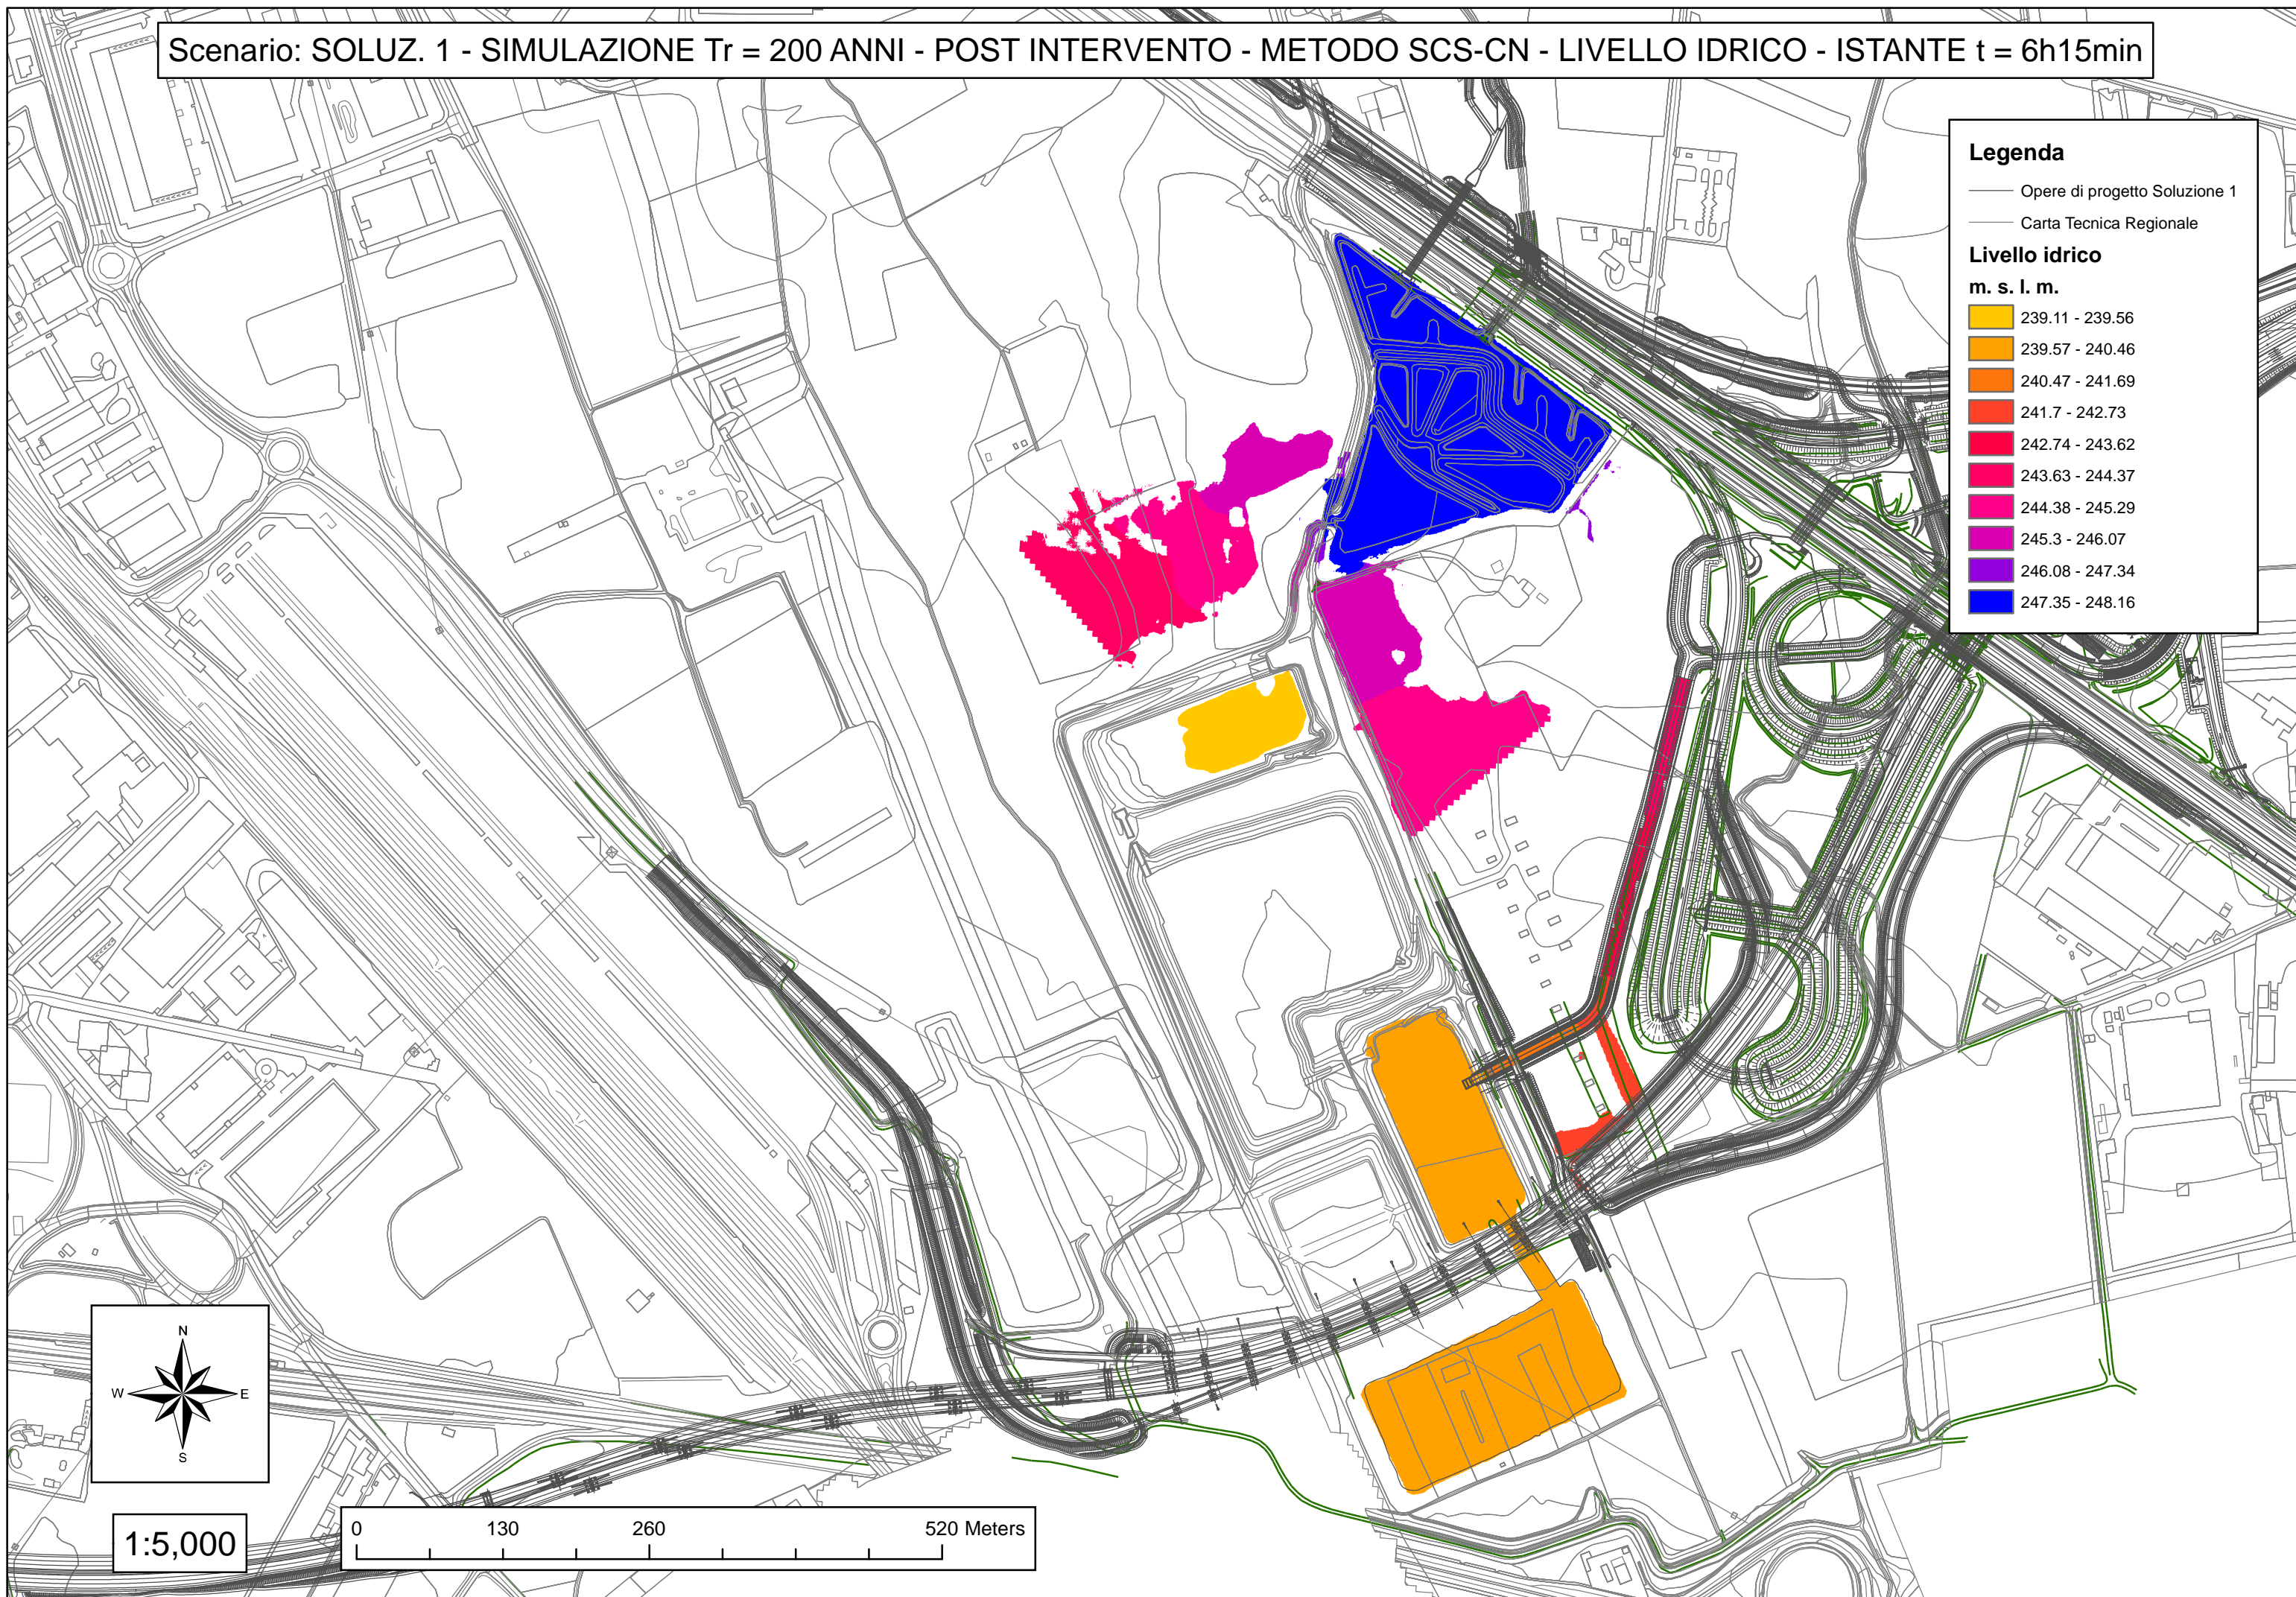 Scenario: SOLUZ. 1 - SIMULAZIONE Tr = 200 ANNI - POST INTERVENTO - METODO SCS-CN - LIVELLO IDRICO - ISTANTE t = 6h15min
Legenda
Opere di progetto Soluzione 1
Carta Tecnica Regionale
Livello idrico
m. s. l. m.
239.11 - 239.56
239.57 - 240.46
240.47 - 241.69
241.7 - 242.73
242.74 - 243.62
243.63 - 244.37
244.38 - 245.29
245.3 - 246.07
246.08 - 247.34
247.35 - 248.16
N
W E
S
1:5,000
0 130 260 520 Meters